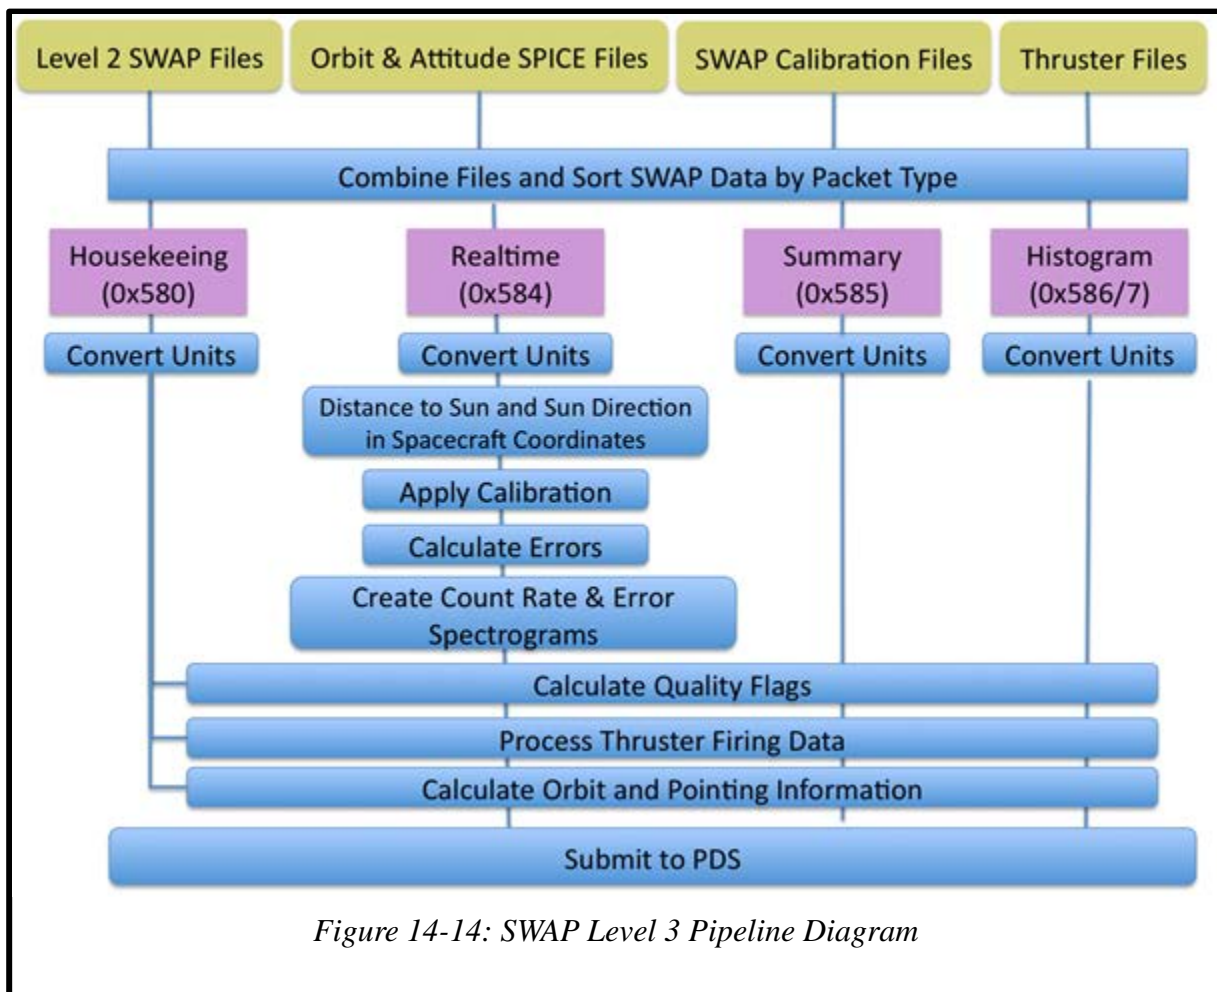 Level 2 SWAP Files
Orbit & Attitude SPICE Files
SWAP Calibration Files
Thruster Files
Combine Files and Sort SWAP Data by Packet Type
Housekeeing
(0x580)
Realtime
(0x584)
Summary
(0x585)
Histogram
(0x586/7)
Convert Units
Convert Units
Convert Units
Convert Units
Distance to Sun and Sun Direction
in Spacecraft Coordinates
Apply Calibration
Calculate Errors
Create Count Rate & Error
Spectrograms
Calculate Quality Flags
Process Thruster Firing Data
Calculate Orbit and Pointing Information
Submit to PDS
Figure 14-14: SWAP Level 3 Pipeline Diagram